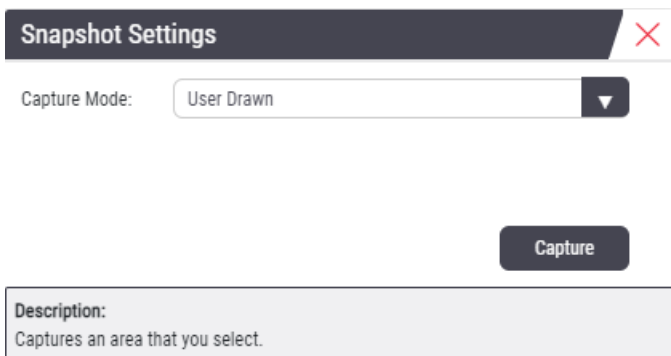 Snapshot Settings
Capture Mode: User Drawn
Capture
Description:
Captures an area that you select.